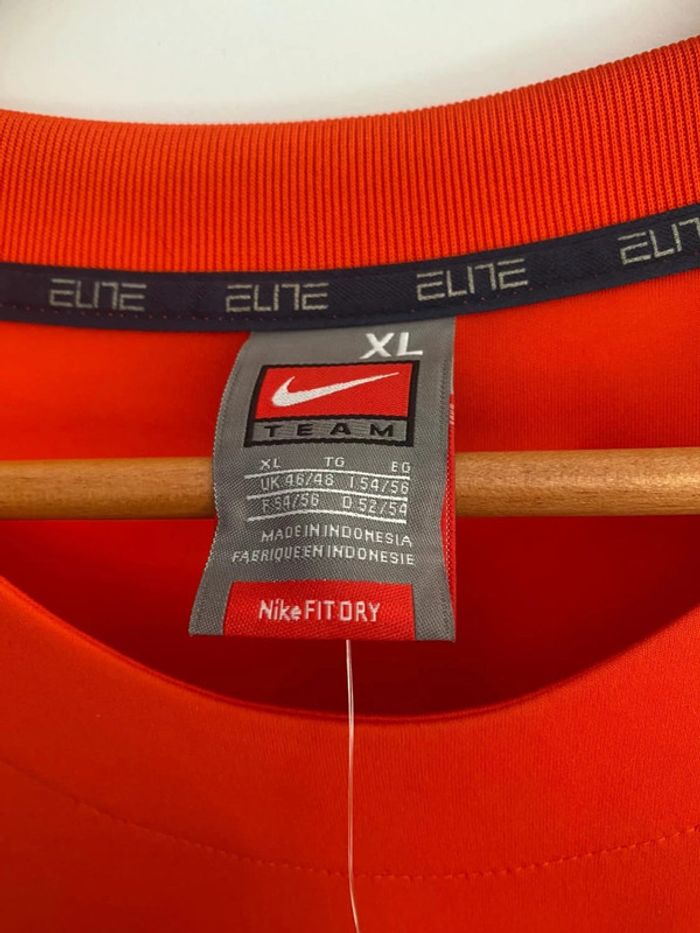 ELITE ELITE ELITE ELIT
XL
TEAM
XL TG EG
UK 46/48 I 54/56
F 54/56 D 52/54
MADE IN INDONESIA
FABRIQUE EN INDONESIE
Nike FIT DRY